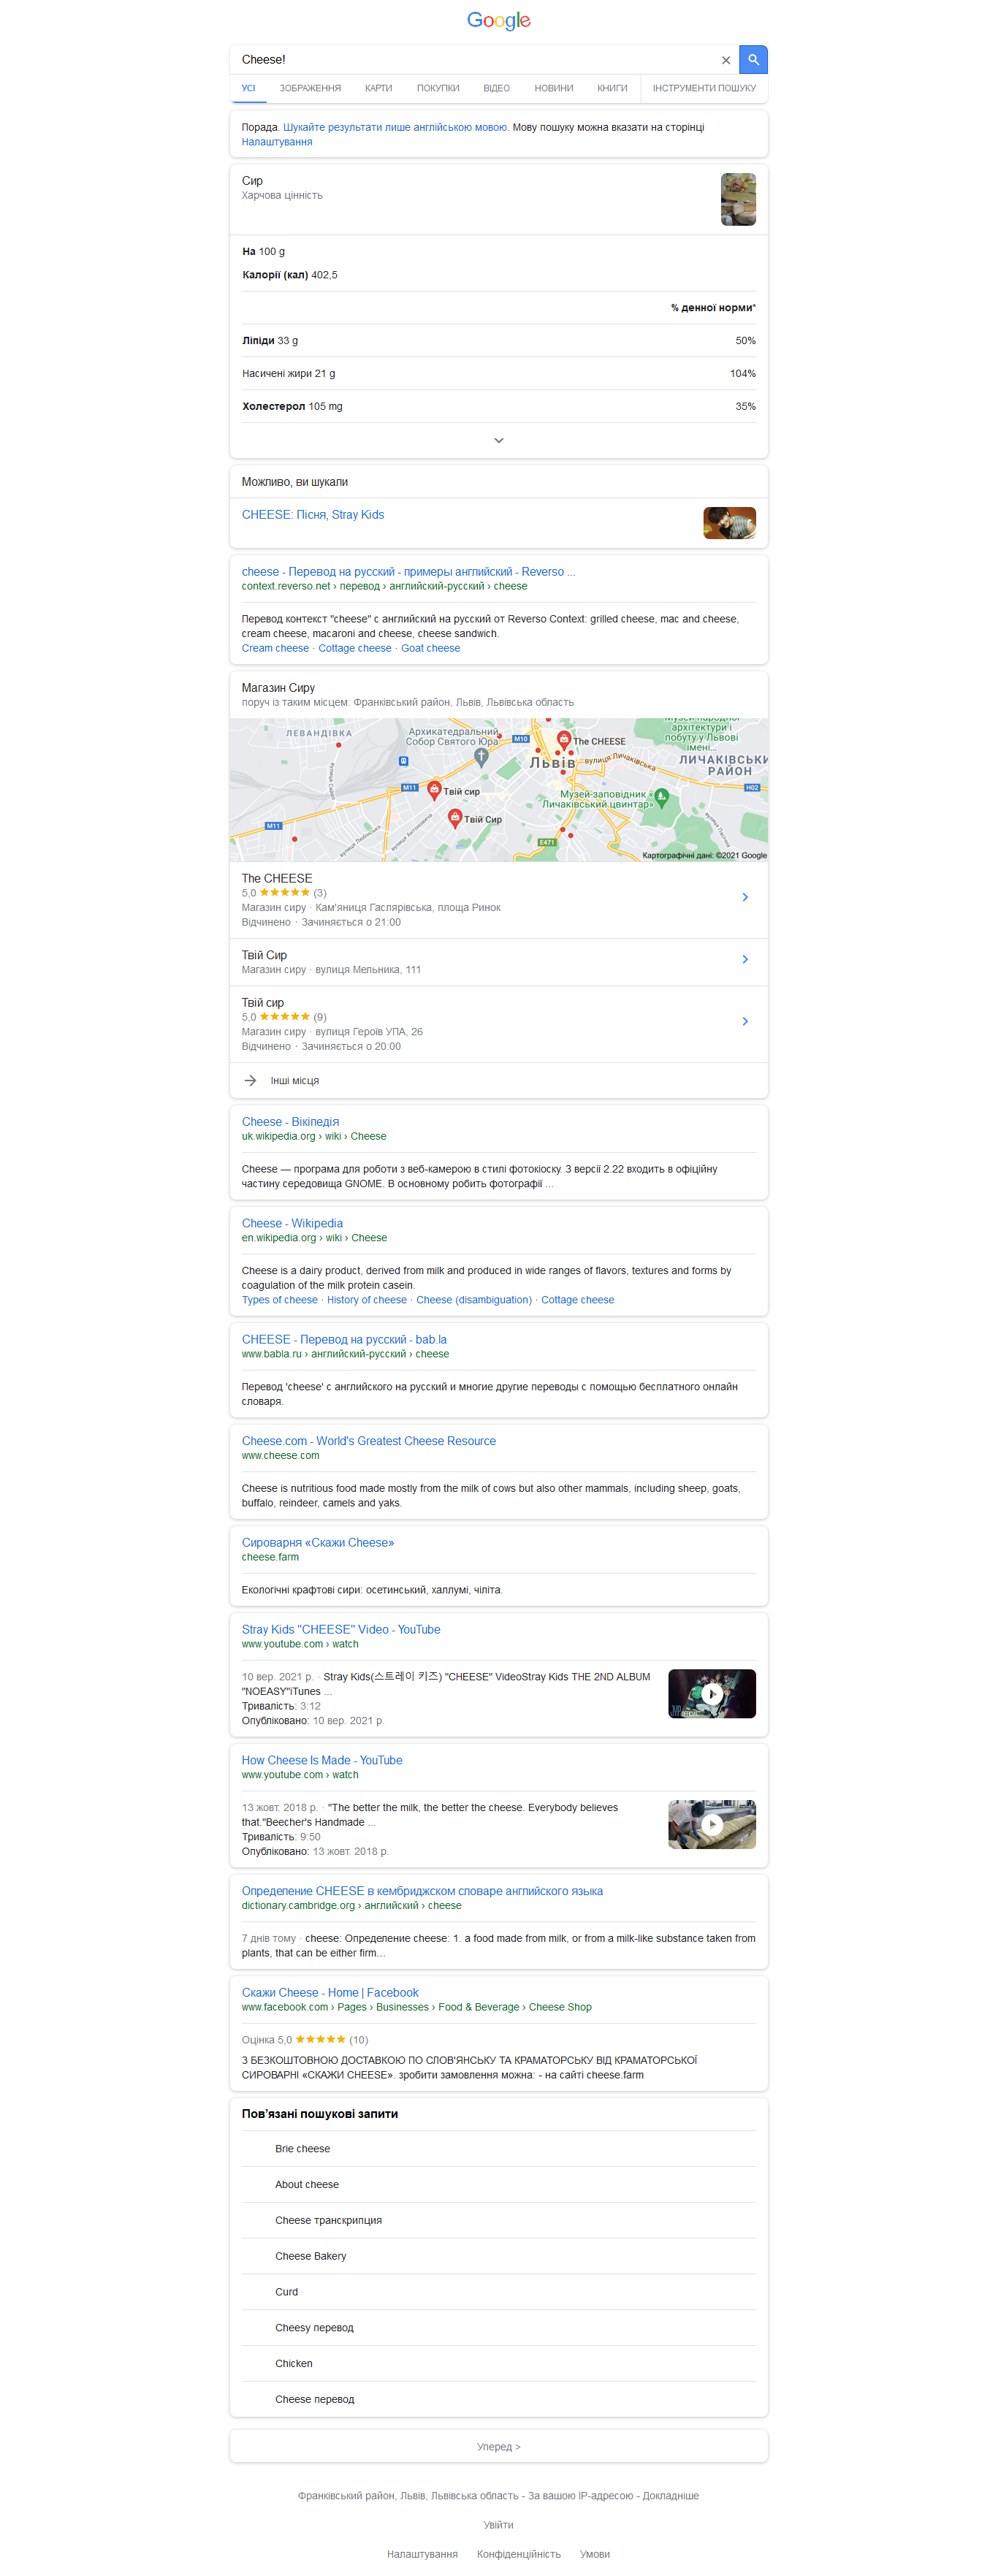 Google
Cheese!
УСІ ЗОБРАЖЕННЯ КАРТИ ПОКУПКИ ВІДЕО НОВИНИ КНИГИ ІНСТРУМЕНТИ ПОШУКУ
Порада. Шукайте результати лише англійською мовою. Мову пошуку можна вказати на сторінці
Налаштування
Сир
Харчова цінність
На 100 g
Калорії (кал) 402,5
% денної норми*
Ліпіди 33 g 50%
Насичені жири 21 g 104%
Холестерол 105 mg 35%
Можливо, ви шукали
CHEESE: Пісня, Stray Kids
cheese - Перевод на русский - примеры английский - Reverso ...
context.reverso.net › перевод › английский-русский › cheese
Перевод контекст "cheese" c английский на русский от Reverso Context: grilled cheese, mac and cheese,
cream cheese, macaroni and cheese, cheese sandwich.
Cream cheese · Cottage cheese · Goat cheese
Магазин Сиру
поруч із таким місцем: Франківський район, Львів, Львівська область
ЛЕВАНДІВКА
Архикатедральний
Собор Святого Юра
М10
The CHEESE
Музей народної
архітектури і
побуту у Львові
імені...
Львів
вулиця Личаківська
ЛИЧАКІВСЬКИ
РАЙОН
М11
Твій сир
Н02
Музей-заповідник «
Личаківський цвинтар»
Твій Сир
М11
E471
Картографічні дані: ©2021 Google
The CHEESE
5,0 (3)
Магазин сиру · Кам'яниця Гаслярівська, площа Ринок
Відчинено · Зачиняється о 21:00
Твій Сир
Магазин сиру · вулиця Мельника, 111
Твій сир
5,0 (9)
Магазин сиру · вулиця Героїв УПА, 26
Відчинено · Зачиняється о 20:00
Інші місця
Cheese - Вікіпедія
uk.wikipedia.org › wiki › Cheese
Cheese — програма для роботи з веб-камерою в стилі фотокіоску. З версії 2.22 входить в офіційну
частину середовища GNOME. В основному робить фотографії ...
Cheese - Wikipedia
en.wikipedia.org › wiki › Cheese
Cheese is a dairy product, derived from milk and produced in wide ranges of flavors, textures and forms by
coagulation of the milk protein casein.
Types of cheese · History of cheese · Cheese (disambiguation) · Cottage cheese
CHEESE - Перевод на русский - bab.la
www.babla.ru › английский-русский › cheese
Перевод 'cheese' с английского на русский и многие другие переводы с помощью бесплатного онлайн
словаря.
Cheese.com - World's Greatest Cheese Resource
www.cheese.com
Cheese is nutritious food made mostly from the milk of cows but also other mammals, including sheep, goats,
buffalo, reindeer, camels and yaks.
Сироварня «Скажи Cheese»
cheese.farm
Екологічні крафтові сири: осетинський, халлумі, чіліта.
Stray Kids "CHEESE" Video - YouTube
www.youtube.com › watch
10 вер. 2021 р. · Stray Kids(스트레이 키즈) "CHEESE" VideoStray Kids THE 2ND ALBUM
"NOEASY"iTunes ...
Тривалість: 3:12
Опубліковано: 10 вер. 2021 р.
How Cheese Is Made - YouTube
www.youtube.com › watch
13 жовт. 2018 р. · "The better the milk, the better the cheese. Everybody believes
that."Beecher's Handmade ...
Тривалість: 9:50
Опубліковано: 13 жовт. 2018 р.
Определение CHEESE в кембриджском словаре английского языка
dictionary.cambridge.org › английский › cheese
7 днів тому · cheese: Определение cheese: 1. a food made from milk, or from a milk-like substance taken from
plants, that can be either firm...
Скажи Cheese - Home | Facebook
www.facebook.com › Pages › Businesses › Food & Beverage › Cheese Shop
Оцінка 5,0 (10)
З БЕЗКОШТОВНОЮ ДОСТАВКОЮ ПО СЛОВ'ЯНСЬКУ ТА КРАМАТОРСЬКУ ВІД КРАМАТОРСЬКОЇ
СИРОВАРНІ «СКАЖИ CHEESE». зробити замовлення можна: - на сайті cheese.farm
Пов'язані пошукові запити
Brie cheese
About cheese
Cheese транскрипция
Cheese Bakery
Curd
Cheesy перевод
Chicken
Cheese перевод
Уперед >
Франківський район, Львів, Львівська область - За вашою IP-адресою - Докладніше
Увійти
Налаштування Конфіденційність Умови